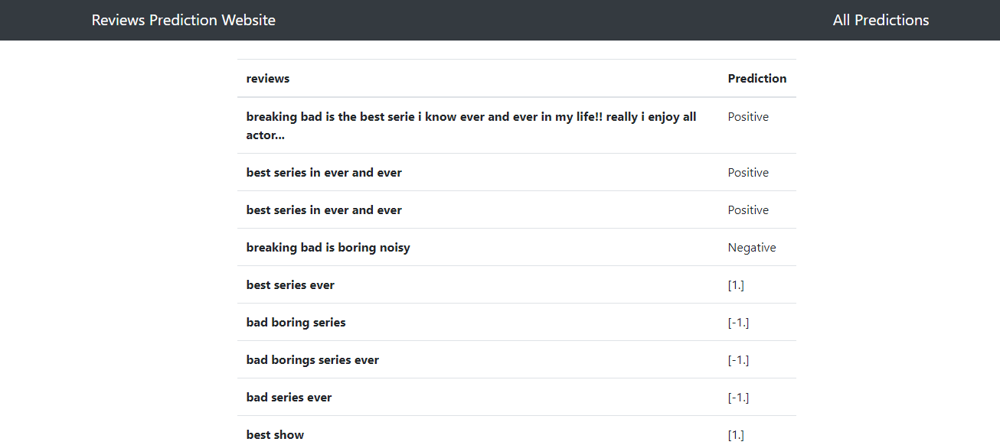 Reviews Prediction Website All Predictions
reviews Prediction
breaking bad is the best serie i know ever and ever in my life!! really i enjoy all Positive
actor...
best series in ever and ever Positive
best series in ever and ever Positive
breaking bad is boring noisy Negative
best series ever [1.]
bad boring series [-1.]
bad borings series ever [-1.]
bad series ever [-1.]
best show [1.]